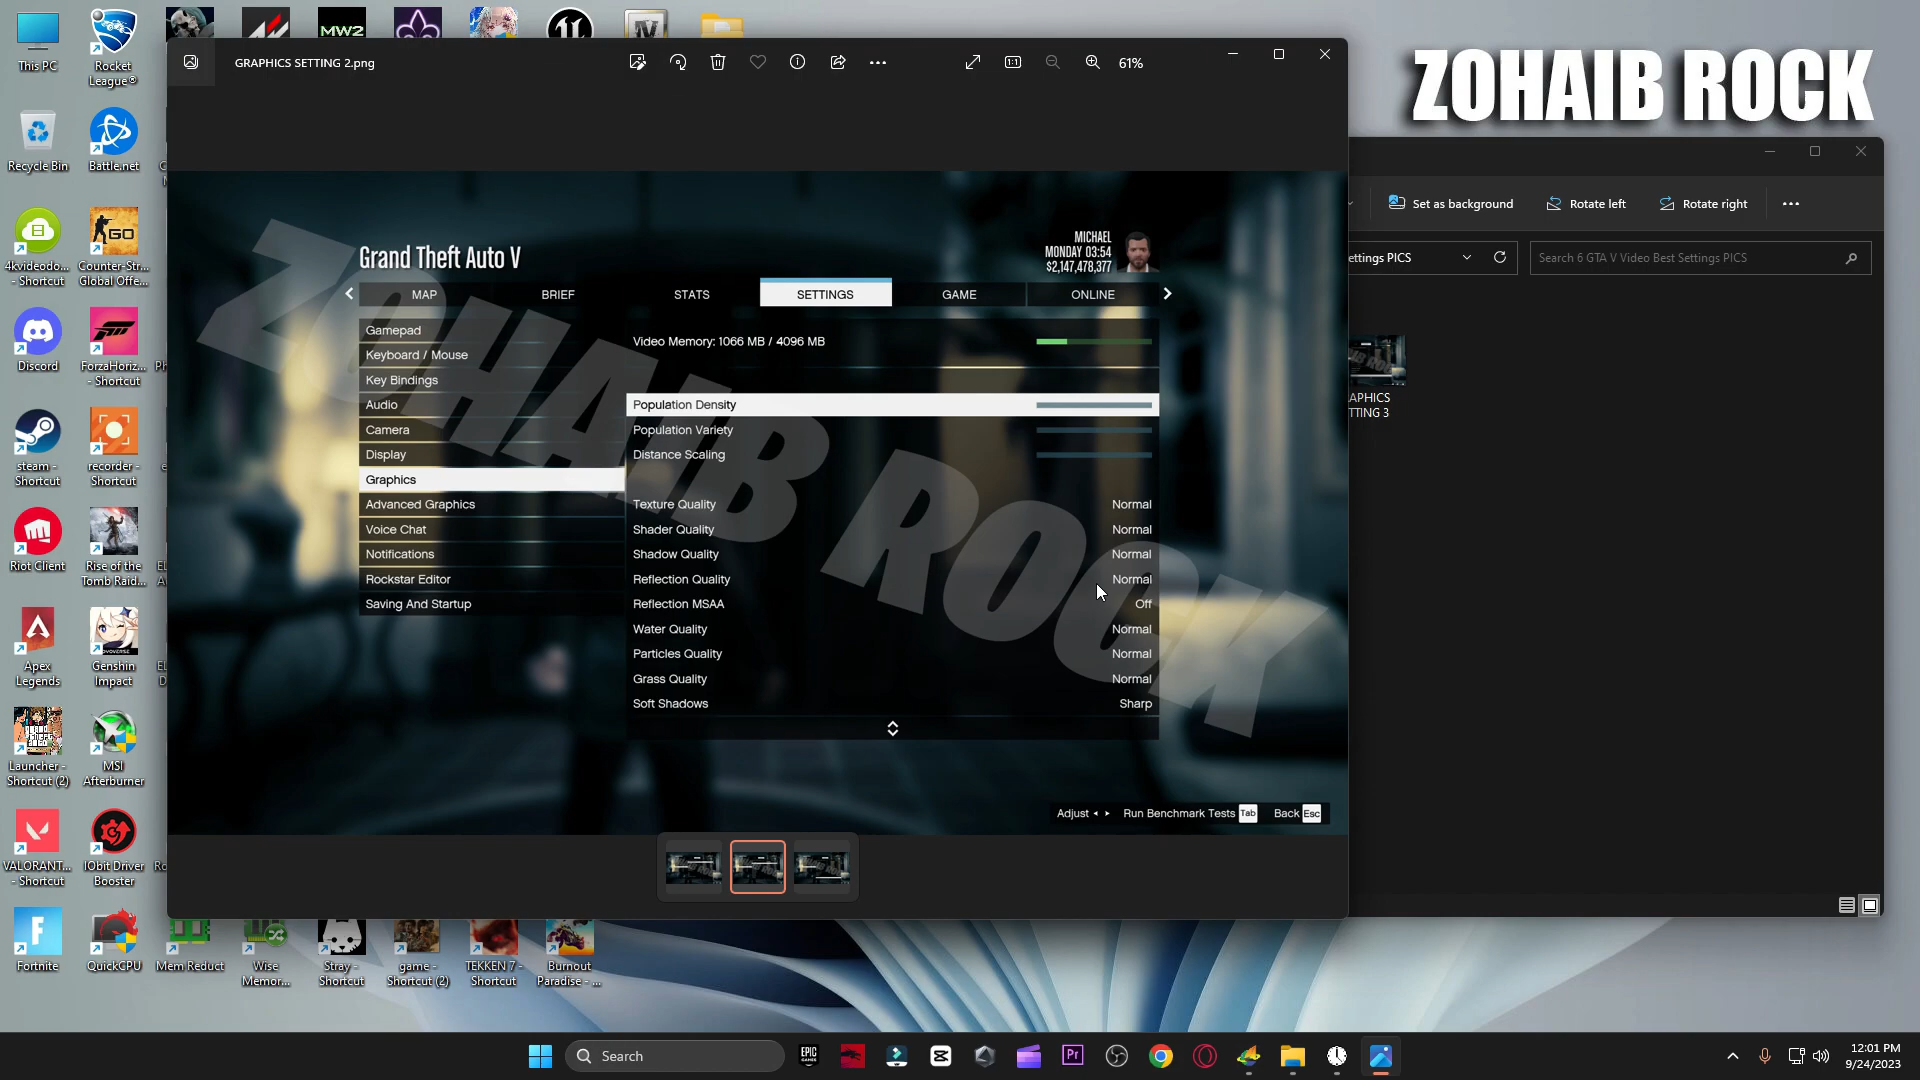 This PC
Rocket
League®
MW2
Recycle Bin
Battle.net
4kvideodo...
- Shortcut
GO
Counter-Str...
Global Offe...
Discord
ForzaHoriz...
- Shortcut
steam -
Shortcut
recorder -
Shortcut
Riot Client
Rise of the
Tomb Raid...
Apex
Legends
Genshin
Impact
Launcher -
Shortcut (2)
MSI
Afterburner
VALORANT...
- Shortcut
IObit Driver
Booster
Fortnite
QuickCPU
Mem Reduct
Wise
Memor...
Stray -
Shortcut
game -
Shortcut (2)
TEKKEN 7 -
Shortcut
Burnout
Paradise - ...
GRAPHICS SETTING 2.png
61%
ZOHAIB ROCK
Set as background
Rotate left
Rotate right
ettings PICS
Search 6 GTA V Video Best Settings PICS
APHICS
TTING 3
ZOHAIB ROCK
Grand Theft Auto V
MICHAEL
MONDAY 03:54
$2,147,478,377
MAP
BRIEF
STATS
SETTINGS
GAME
ONLINE
Gamepad
Keyboard / Mouse
Key Bindings
Audio
Camera
Display
Graphics
Advanced Graphics
Voice Chat
Notifications
Rockstar Editor
Saving And Startup
Video Memory: 1066 MB / 4096 MB
Population Density
Population Variety
Distance Scaling
Texture Quality Normal
Shader Quality Normal
Shadow Quality Normal
Reflection Quality Normal
Reflection MSAA Off
Water Quality Normal
Particles Quality Normal
Grass Quality Normal
Soft Shadows Sharp
Adjust
Run Benchmark Tests Tab
Back Esc
Search
EPIC
GAMES
Pr
12:01 PM
9/24/2023